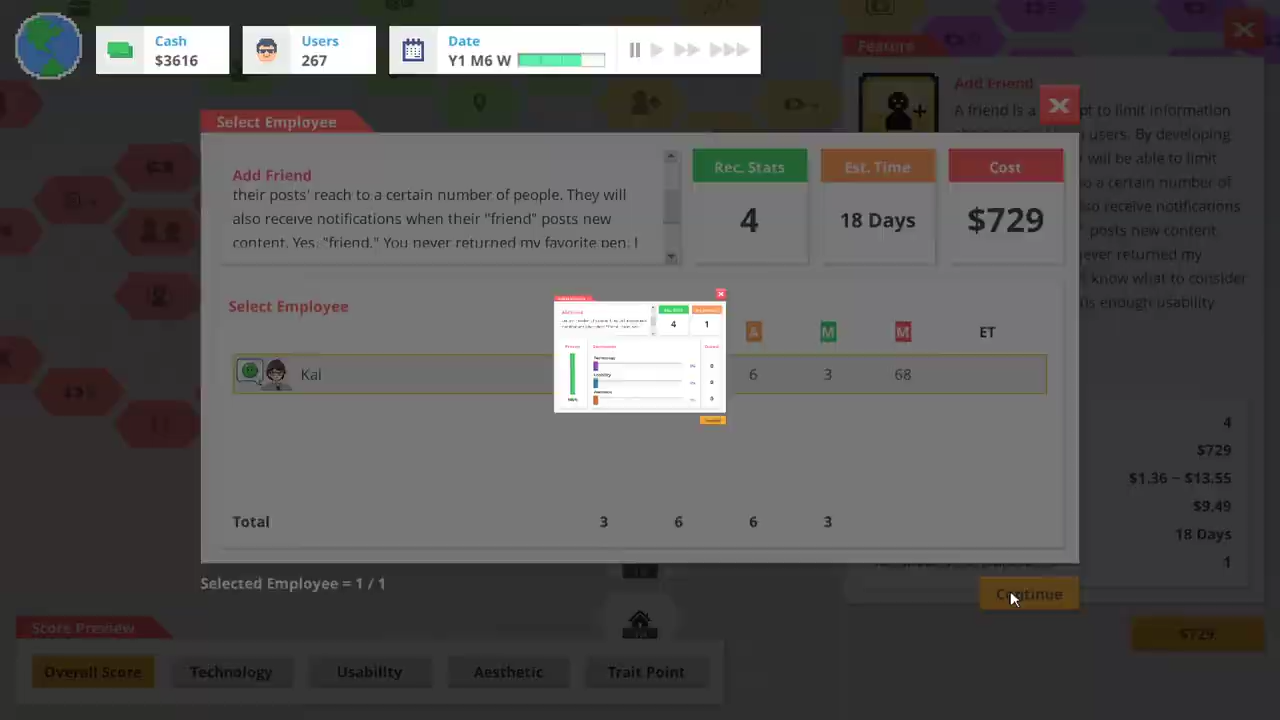 Cash
$3616
Users
267
Date
Y1 M6 W
Feature
Add Friend
Select Employee
Add Friend
their posts' reach to a certain number of people. They will
also receive notifications when their "friend" posts new
content. Yes, "friend." You never returned my favorite pen. I
Rec. Stats
4
Est. Time
18 Days
Cost
$729
A friend is a
pt to limit information
users. By developing
will be able to limit
o a certain number of
so receive notifications
posts new content
ever returned my
know what to consider
is enough usability
Select Employee
A
M
M
ET
Kai
6
3
68
Total
3
6
6
3
4
1
Technology
Usability
Selected Employee = 1 / 1
Continue
4
$729
$1.36 ~ $13.55
$9.49
18 Days
1
$729
Score Preview
Overall Score
Technology
Usability
Aesthetic
Trait Point